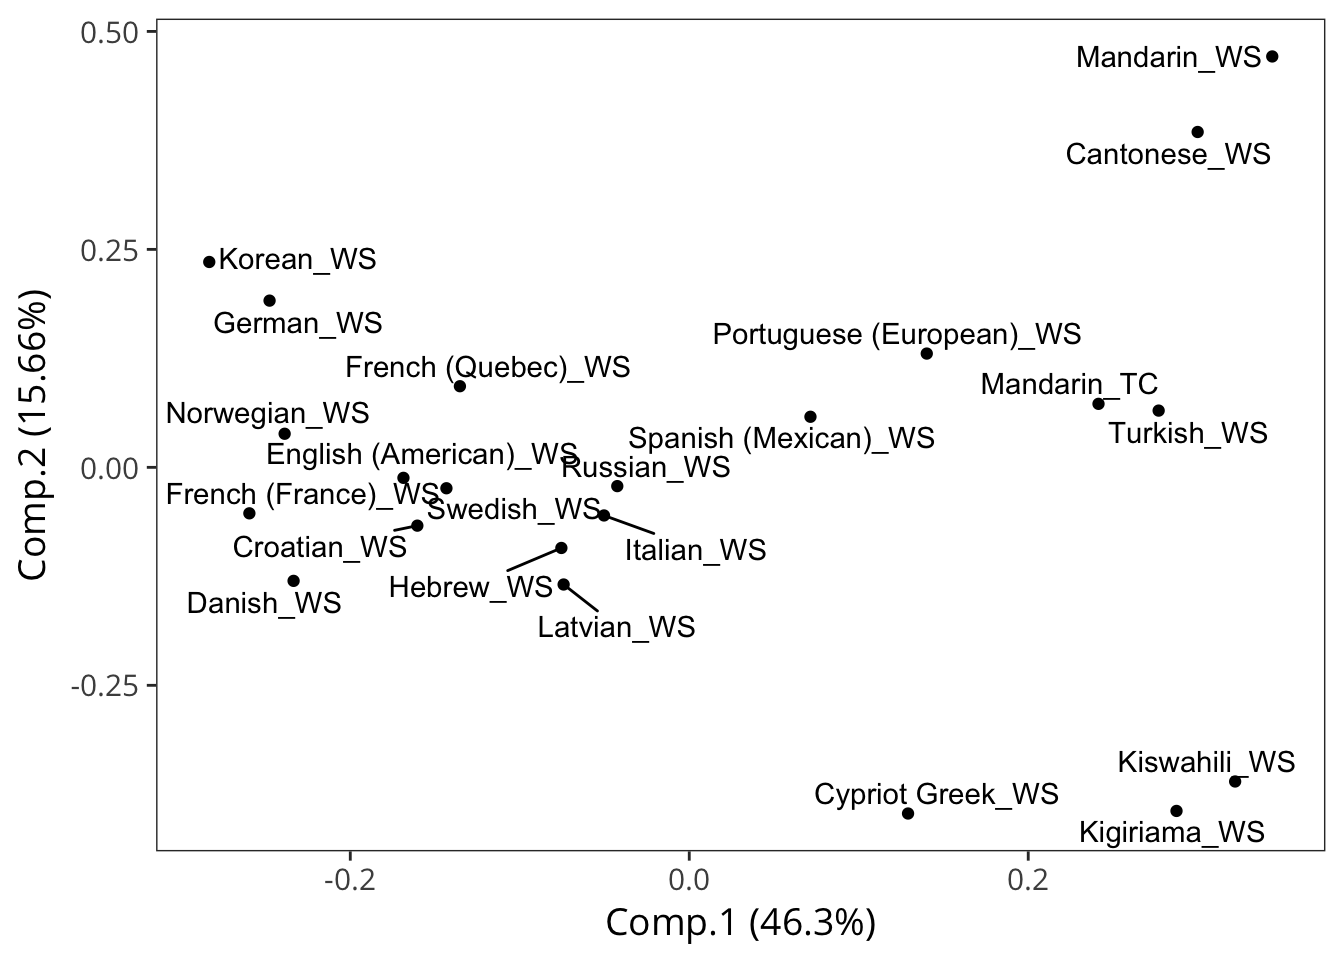 0.50
Mandarin_WS
Cantonese_WS
0.25
Korean_WS
German_WS
Portuguese (European)_WS
French (Quebec)_WS
Mandarin_TC
Norwegian_WS
Turkish_WS
Spanish (Mexican)_WS
English (American)_WS
0.00
Russian_WS
French (France)_WS
Swedish_WS
Croatian_WS
Italian_WS
Hebrew_WS
Danish_WS
Latvian_WS
-0.25
Kiswahili_WS
Cypriot Greek_WS
Kigiriama_WS
-0.2
0.0
0.2
Comp.1 (46.3%)
Comp.2 (15.66%)